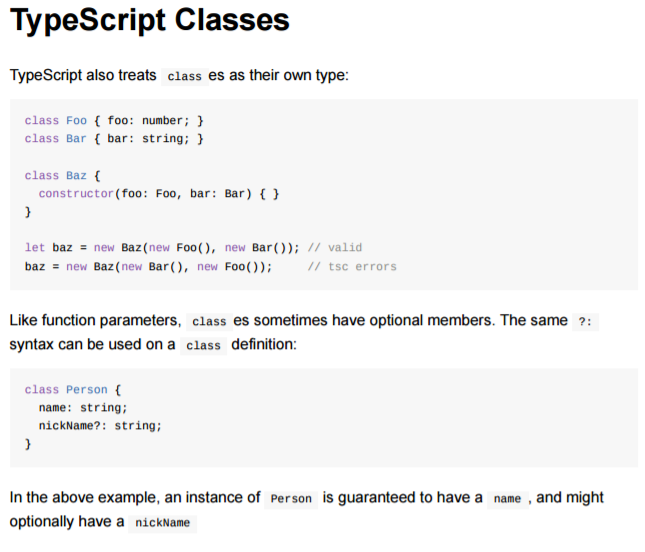 TypeScript Classes
TypeScript also treats class es as their own type:
class Foo { foo: number; }
class Bar { bar: string; }
class Baz {
  constructor(foo: Foo, bar: Bar) { }
}
let baz = new Baz(new Foo(), new Bar()); // valid
baz = new Baz(new Bar(), new Foo());     // tsc errors
Like function parameters, class es sometimes have optional members. The same ?:
syntax can be used on a class definition:
class Person {
  name: string;
  nickName?: string;
}
In the above example, an instance of Person is guaranteed to have a name , and might
optionally have a nickName